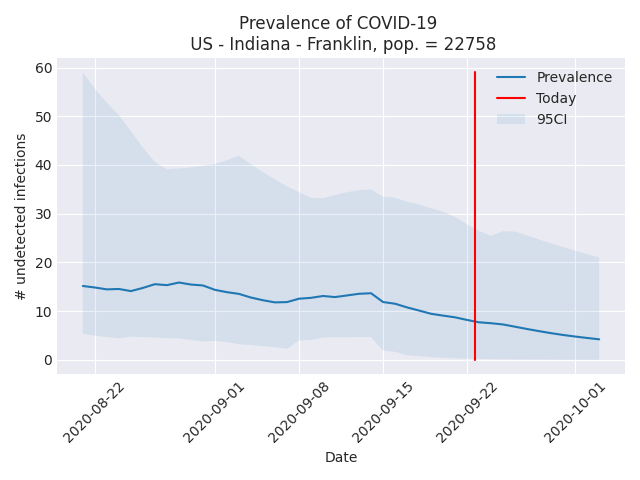 Prevalence of COVID-19
US - Indiana - Franklin, pop. = 22758
60
50
40
30
20
10
0
# undetected infections
Prevalence
Today
95CI
2020-08-22
2020-09-01
2020-09-08
2020-09-15
2020-09-22
2020-10-01
Date